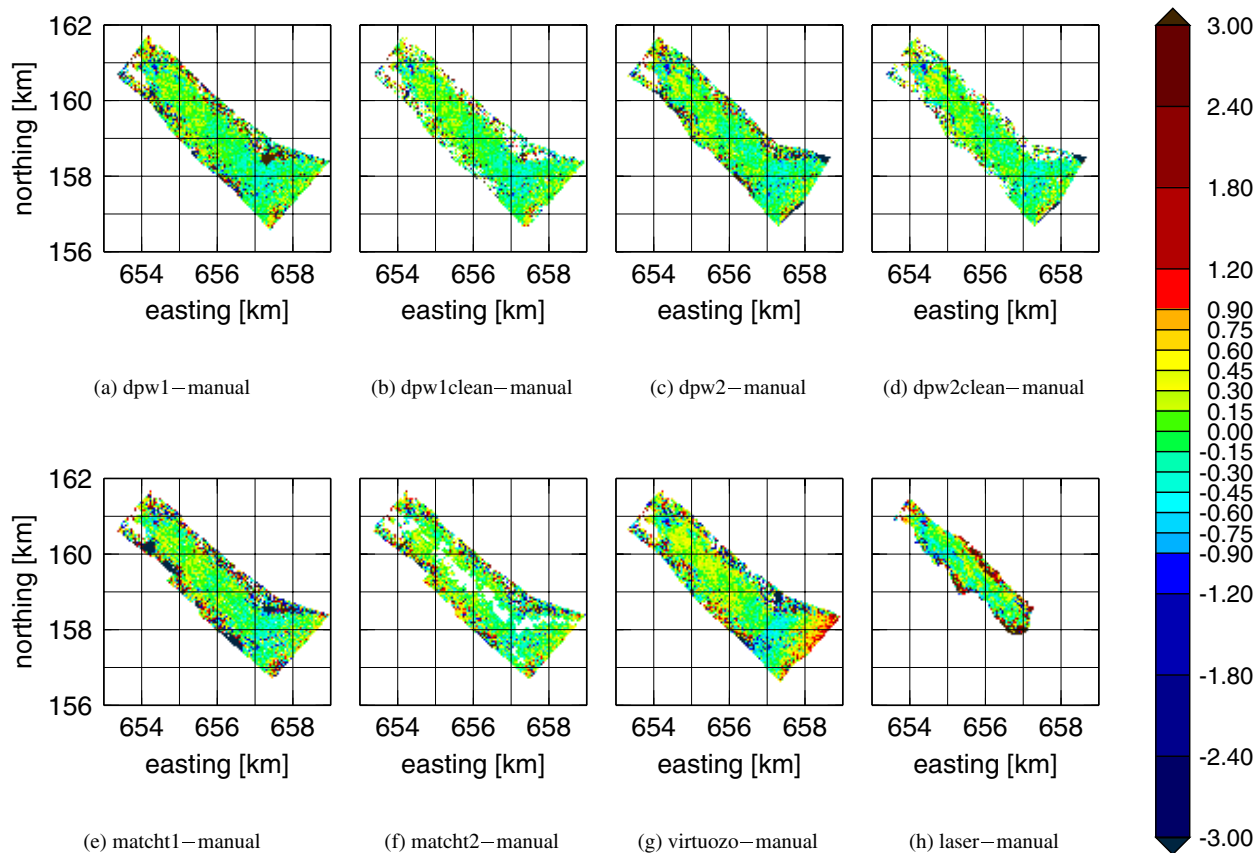 162
160
158
156
northing [km]
654 656 658
easting [km]
654 656 658
easting [km]
654 656 658
easting [km]
654 656 658
easting [km]
(a) dpw1−manual
(b) dpw1clean−manual
(c) dpw2−manual
(d) dpw2clean−manual
162
160
158
156
northing [km]
654 656 658
easting [km]
654 656 658
easting [km]
654 656 658
easting [km]
654 656 658
easting [km]
(e) matcht1−manual
(f) matcht2−manual
(g) virtuozo−manual
(h) laser−manual
3.00
2.40
1.80
1.20
0.90
0.75
0.60
0.45
0.30
0.15
0.00
-0.15
-0.30
-0.45
-0.60
-0.75
-0.90
-1.20
-1.80
-2.40
-3.00